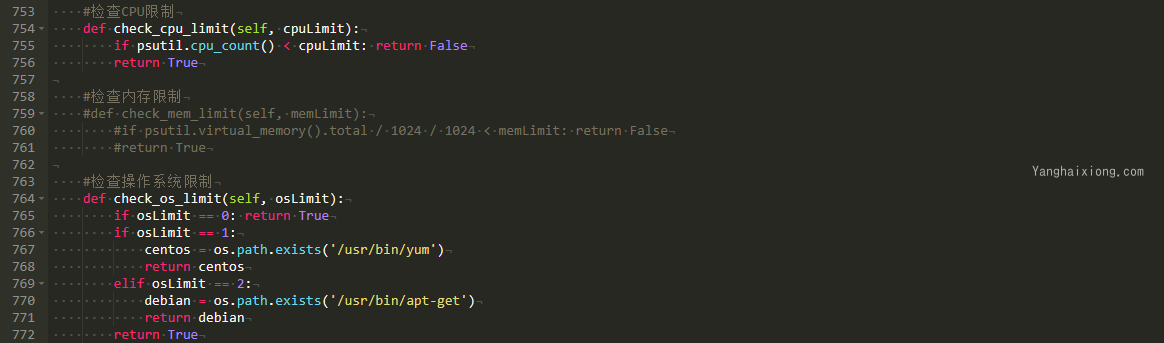 753 #检查CPU限制
754 def check_cpu_limit(self, cpuLimit):
755 if psutil.cpu_count() < cpuLimit: return False
756 return True
757
758 #检查内存限制
759 #def check_mem_limit(self, memLimit):
760 #if psutil.virtual_memory().total / 1024 / 1024 < memLimit: return False
761 #return True
762
763 #检查操作系统限制
Yanghaixiong.com
764 def check_os_limit(self, osLimit):
765 if osLimit == 0: return True
766 if osLimit == 1:
767 centos = os.path.exists('/usr/bin/yum')
768 return centos
769 elif osLimit == 2:
770 debian = os.path.exists('/usr/bin/apt-get')
771 return debian
772 return True